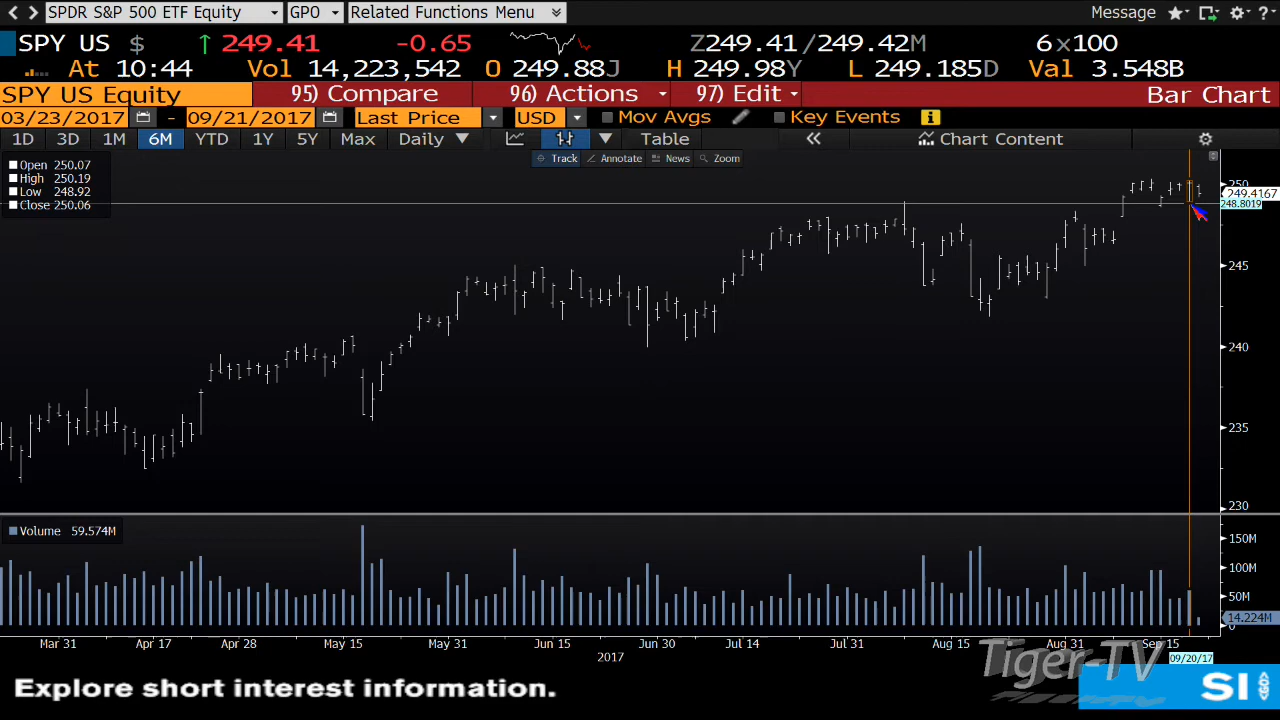 SPDR S&P 500 ETF Equity GPO Related Functions Menu Message ?
SPY US $ ↑ 249.41 -0.65 Z249.41/249.42M 6x100
At 10:44 Vol 14,223,542 O 249.88J H 249.98Y L 249.185D Val 3.548B
SPY US Equity 95) Compare 96) Actions 97) Edit Bar Chart
03/23/2017 - 09/21/2017 Last Price USD Mov Avgs Key Events i
1D 3D 1M 6M YTD 1Y 5Y Max Daily ▼ Table « Chart Content
Track Annotate News Zoom
Open 250.07
High 250.19
Low 248.92
Close 250.06
250
249.4167
248.8019
245
240
235
230
Volume 59.574M
150M
100M
50M
14.224M
0
Mar 31 Apr 17 Apr 28 May 15 May 31 Jun 15 Jun 30 Jul 14 Jul 31 Aug 15 Aug 31 Sep 15
2017
09/20/17
Tiger-TV
Explore short interest information.
SI GO